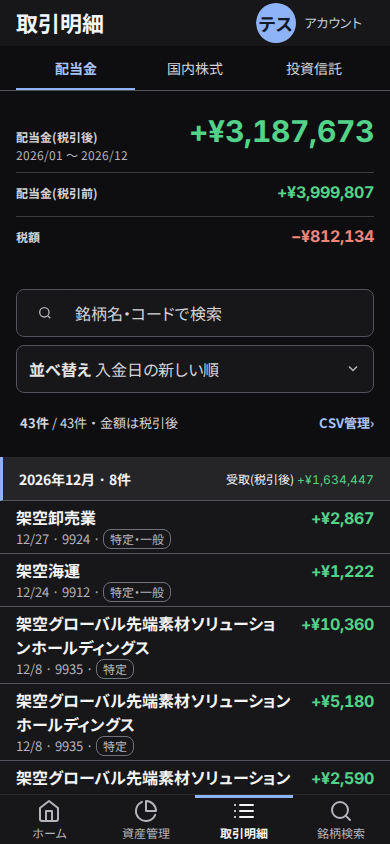 取引明細
テス アカウント
配当金 国内株式 投資信託
配当金(税引後) +¥3,187,673
2026/01 〜 2026/12
配当金(税引前) +¥3,999,807
税額 −¥812,134
銘柄名・コードで検索
並べ替え 入金日の新しい順
43件 / 43件・金額は税引後 CSV管理›
2026年12月・8件 受取(税引後) +¥1,634,447
架空卸売業 +¥2,867
12/27・9924・特定・一般
架空海運 +¥1,222
12/24・9912・特定・一般
架空グローバル先端素材ソリューショ +¥10,360
ンホールディングス
12/8・9935・特定
架空グローバル先端素材ソリューション +¥5,180
ホールディングス
12/8・9935・特定
架空グローバル先端素材ソリューション +¥2,590
ホーム 資産管理 取引明細 銘柄検索